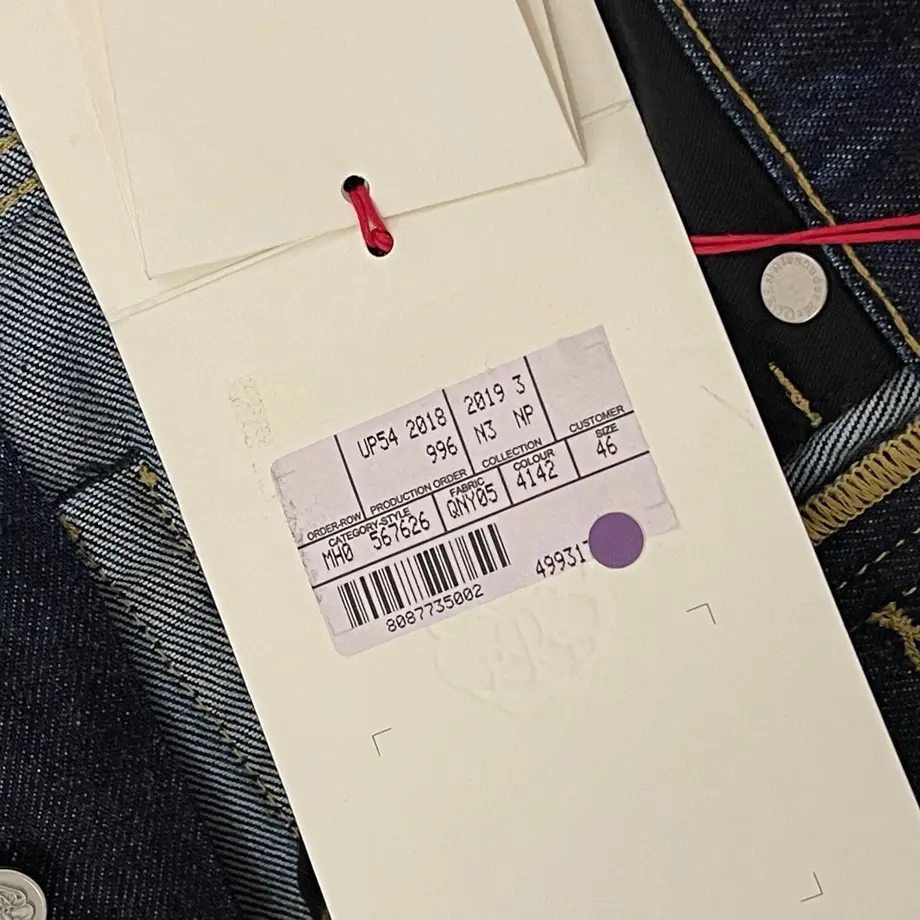 UP54 2018
996
2019 3
N3 NP
ORDER-ROW
PRODUCTION ORDER
COLLECTION
CUSTOMER
CATEGORY-STYLE
FABRIC
COLOUR
SIZE
MH0 567626
QNY05
4142
46
8087735002
499317